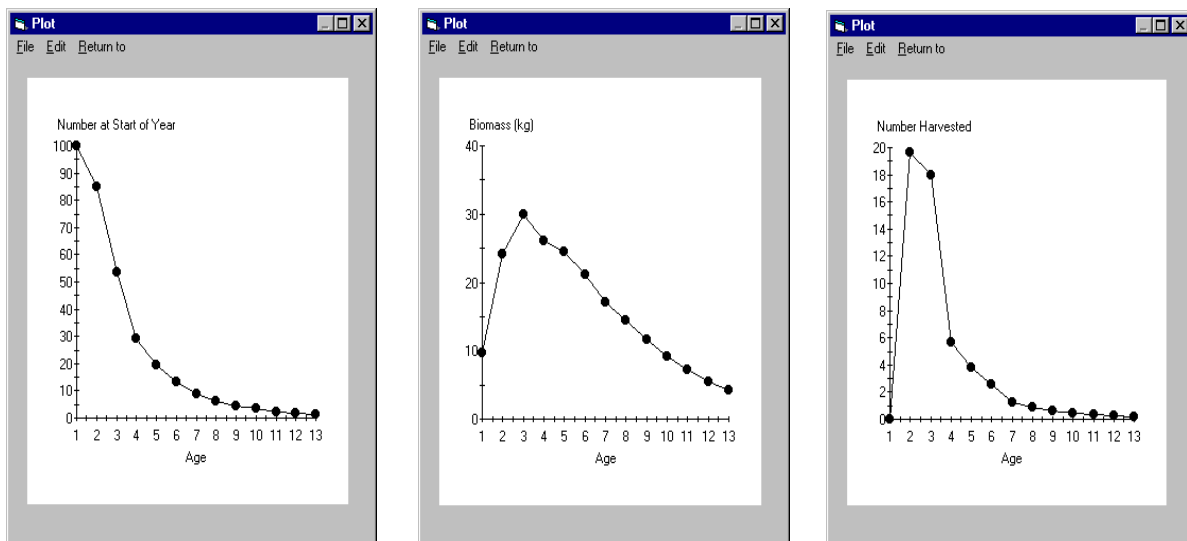 Plot
File Edit Return to
Number at Start of Year
100
90
80
70
60
50
40
30
20
10
0
1 2 3 4 5 6 7 8 9 10 11 12 13
Age
Plot
File Edit Return to
Biomass (kg)
40
30
20
10
0
1 2 3 4 5 6 7 8 9 10 11 12 13
Age
Plot
File Edit Return to
Number Harvested
20
18
16
14
12
10
8
6
4
2
0
1 2 3 4 5 6 7 8 9 10 11 12 13
Age